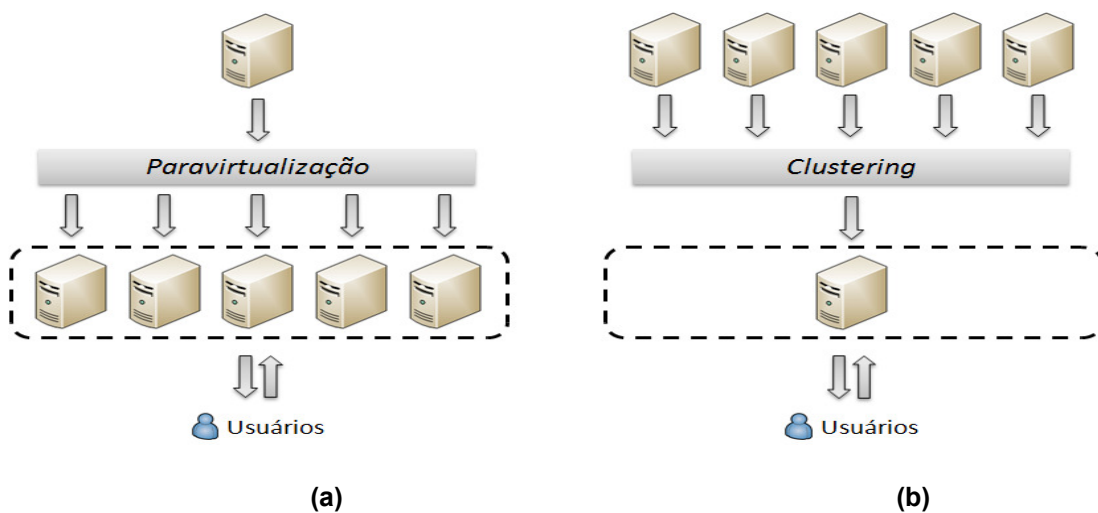 Paravirtualização
Usuários
(a)
Clustering
Usuários
(b)